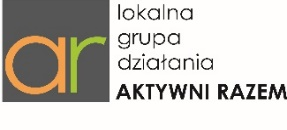 ar
lokalna
grupa
działania
AKTYWNI RAZEM